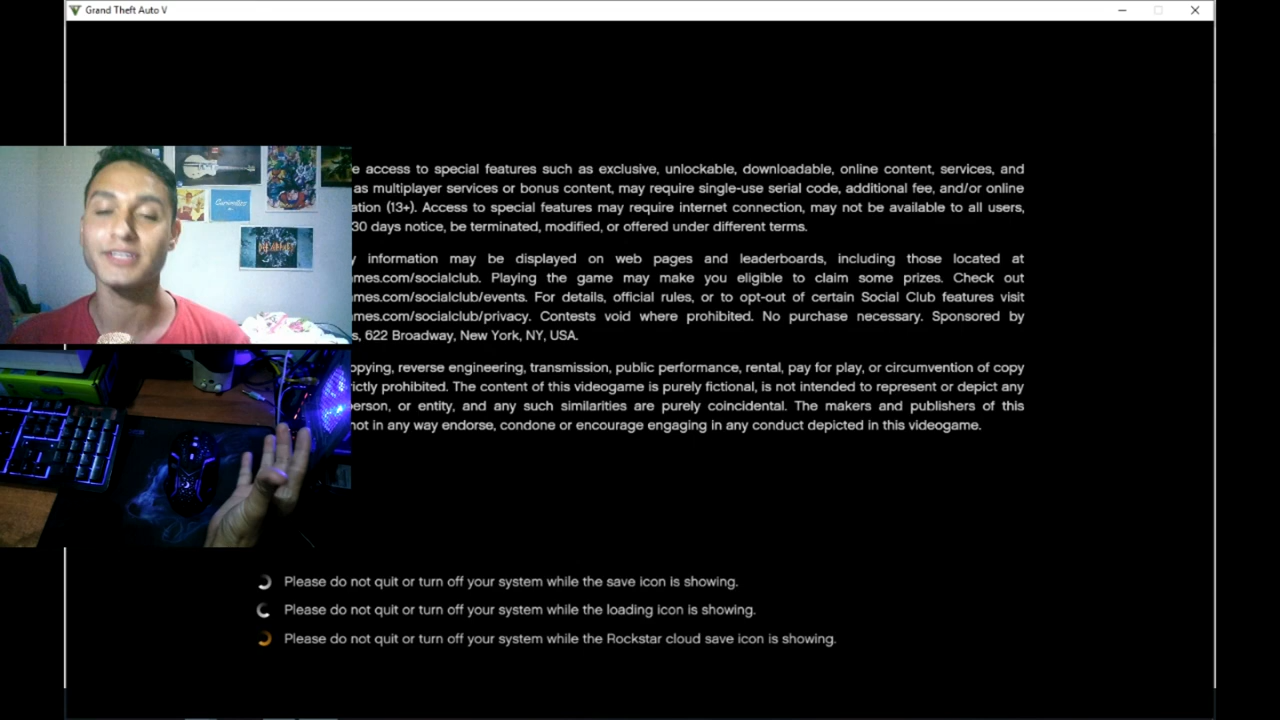 Grand Theft Auto V
access to special features such as exclusive, unlockable, downloadable, online content, services, and
as multiplayer services or bonus content, may require single-use serial code, additional fee, and/or online
(13+). Access to special features may require internet connection, may not be available to all users,
30 days notice, be terminated, modified, or offered under different terms.
information may be displayed on web pages and leaderboards, including those located at
mes.com/socialclub. Playing the game may make you eligible to claim some prizes. Check out
mes.com/socialclub/events. For details, official rules, or to opt-out of certain Social Club features visit
mes.com/socialclub/privacy. Contests void where prohibited. No purchase necessary. Sponsored by
622 Broadway, New York, NY, USA.
opying, reverse engineering, transmission, public performance, rental, pay for play, or circumvention of copy
rictly prohibited. The content of this videogame is purely fictional, is not intended to represent or depict any
person, or entity, and any such similarities are purely coincidental. The makers and publishers of this
not in any way endorse, condone or encourage engaging in any conduct depicted in this videogame.
Please do not quit or turn off your system while the save icon is showing.
Please do not quit or turn off your system while the loading icon is showing.
Please do not quit or turn off your system while the Rockstar cloud save icon is showing.